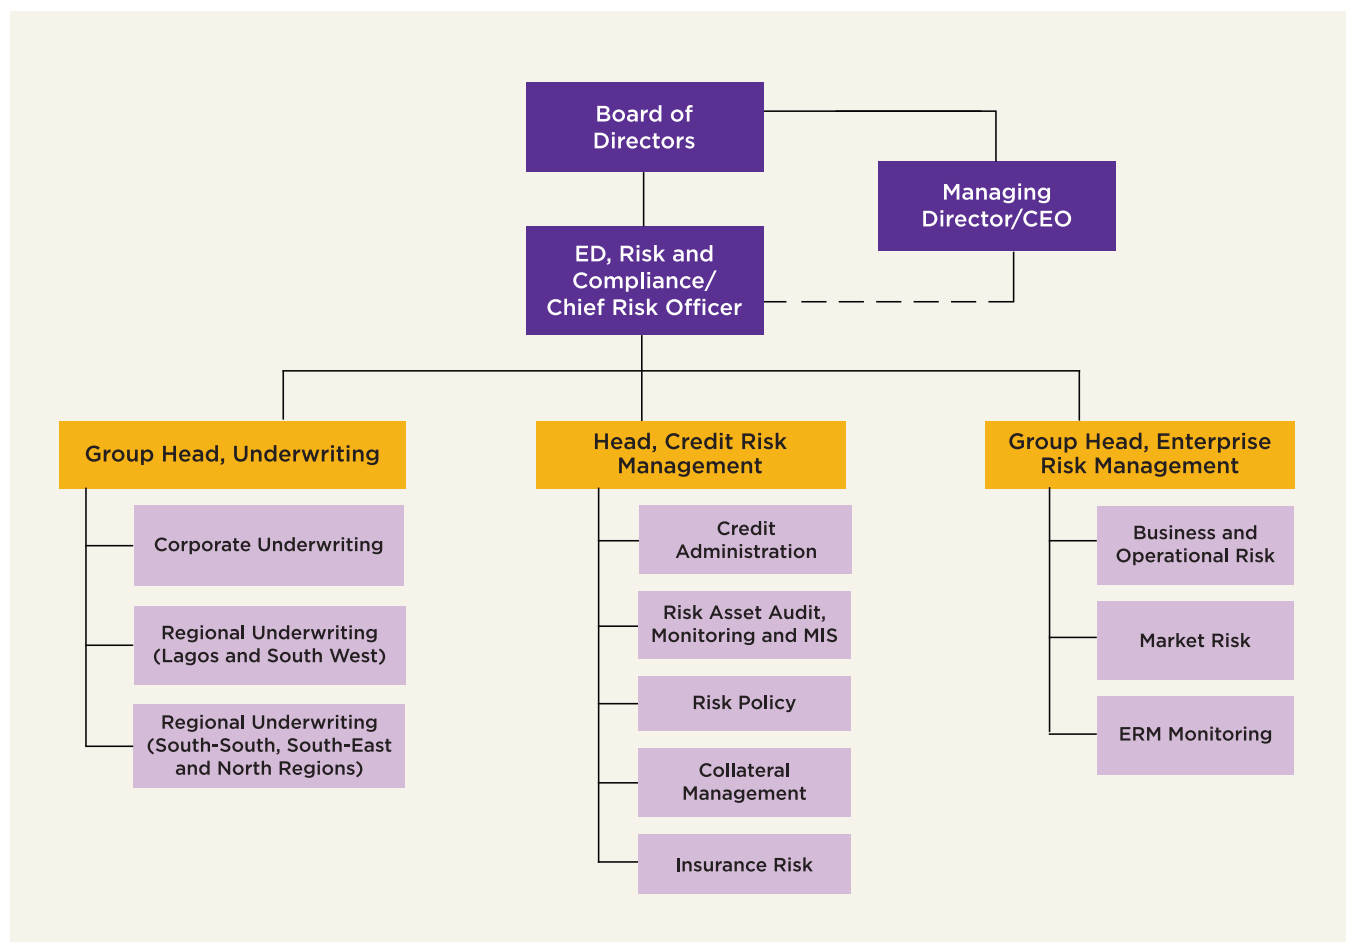 Board of
Directors
Managing
Director/CEO
ED, Risk and
Compliance/
Chief Risk Officer
Group Head, Underwriting
Corporate Underwriting
Regional Underwriting
(Lagos and South West)
Regional Underwriting
(South-South, South-East
and North Regions)
Head, Credit Risk
Management
Credit
Administration
Risk Asset Audit,
Monitoring and MIS
Risk Policy
Collateral
Management
Insurance Risk
Group Head, Enterprise
Risk Management
Business and
Operational Risk
Market Risk
ERM Monitoring